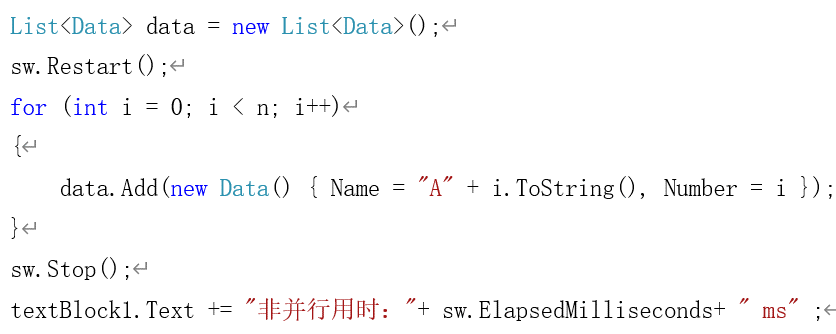 List<Data> data = new List<Data>();↵
sw.Restart();↵
for (int i = 0; i < n; i++)↵
{↵
    data.Add(new Data() { Name = "A" + i.ToString(), Number = i });
}↵
sw.Stop();↵
textBlock1.Text += "非并行用时："+ sw.ElapsedMilliseconds+ " ms" ;↵